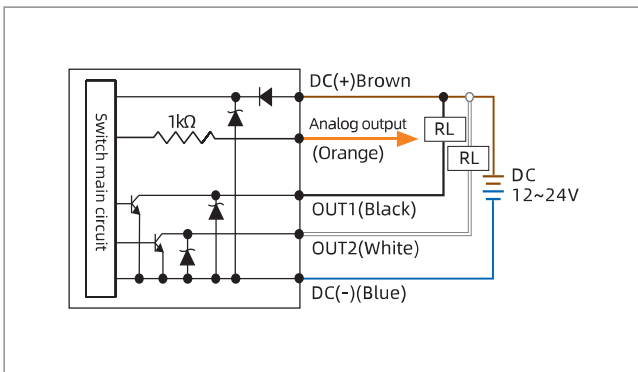 DC(+)Brown
1kΩ
Analog output
(Orange)
RL
RL
Switch main circuit
DC
12~24V
OUT1(Black)
OUT2(White)
DC(-)(Blue)